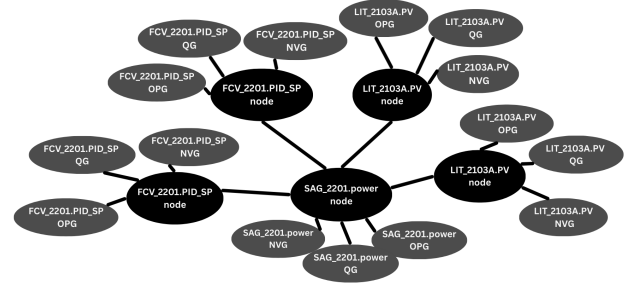 LIT_2103A.PV
OPG
LIT_2103A.PV
QG
FCV_2201.PID_SP
QG
FCV_2201.PID_SP
NVG
LIT_2103A.PV
NVG
FCV_2201.PID_SP
OPG
FCV_2201.PID_SP
node
LIT_2103A.PV
node
LIT_2103A.PV
OPG
FCV_2201.PID_SP
QG
FCV_2201.PID_SP
NVG
LIT_2103A.PV
QG
LIT_2103A.PV
node
FCV_2201.PID_SP
node
SAG_2201.power
node
FCV_2201.PID_SP
OPG
LIT_2103A.PV
NVG
SAG_2201.power
NVG
SAG_2201.power
OPG
SAG_2201.power
QG